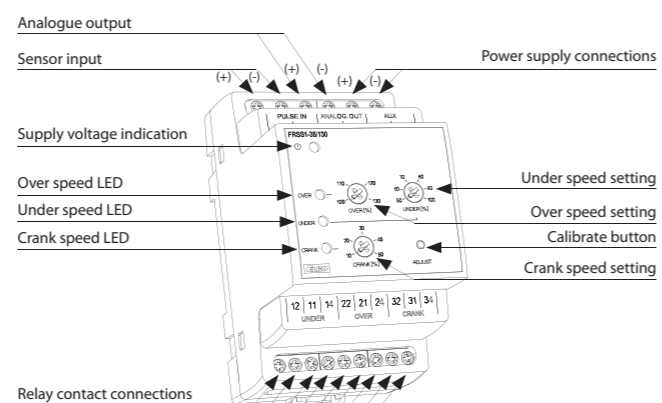 Analogue output
Sensor input
Power supply connections
(+) (-) (+) (-) (+) (-)
PULSE IN ANALOG. OUT AUX
Supply voltage indication
FRSS1-38/130
Over speed LED
Under speed LED
Crank speed LED
Under speed setting
Over speed setting
Calibrate button
Crank speed setting
OVER
UNDER
CRANK
100 110 120 130
OVER [%]
50 60 70 80 90 100
UNDER [%]
10 20 30 40 50
CRANK [%]
ADJUST
12 11 14 22 21 24 32 31 34
UNDER OVER CRANK
Relay contact connections